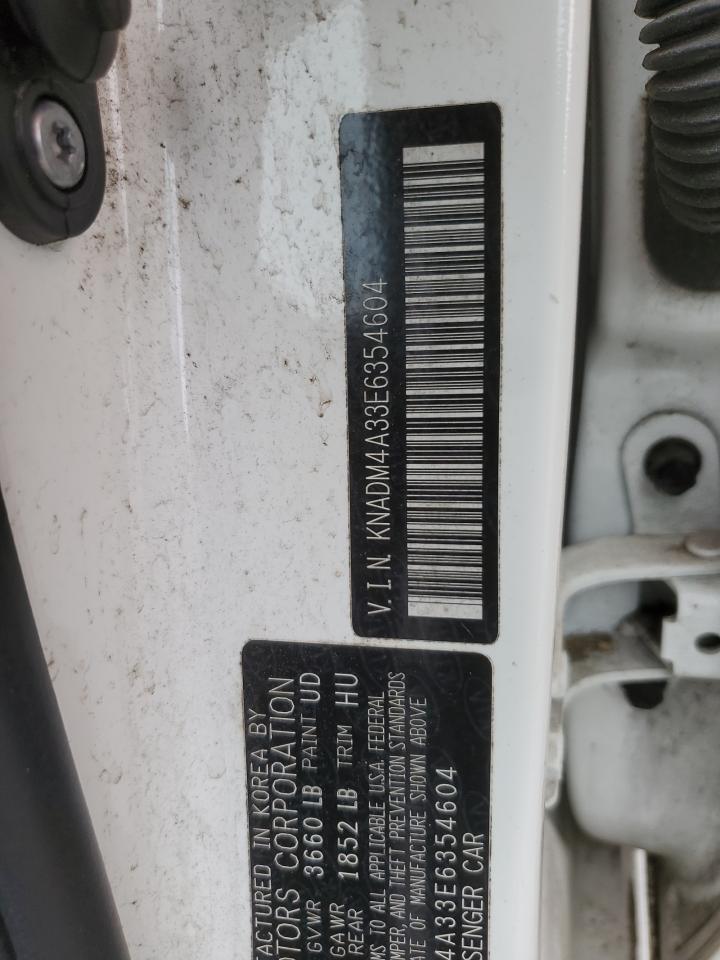 V.I.N. KNADM4A33E6354604
FACTURED IN KOREA BY
OTORS CORPORATION
GVWR 3660 LB PAINT UD
GAWR
REAR 1852 LB TRIM HU
MS TO ALL APPLICABLE U.S.A. FEDERAL
MPER, AND THEFT PREVENTION STANDARDS
ATE OF MANUFACTURE SHOWN ABOVE
4A33E6354604
SENGER CAR